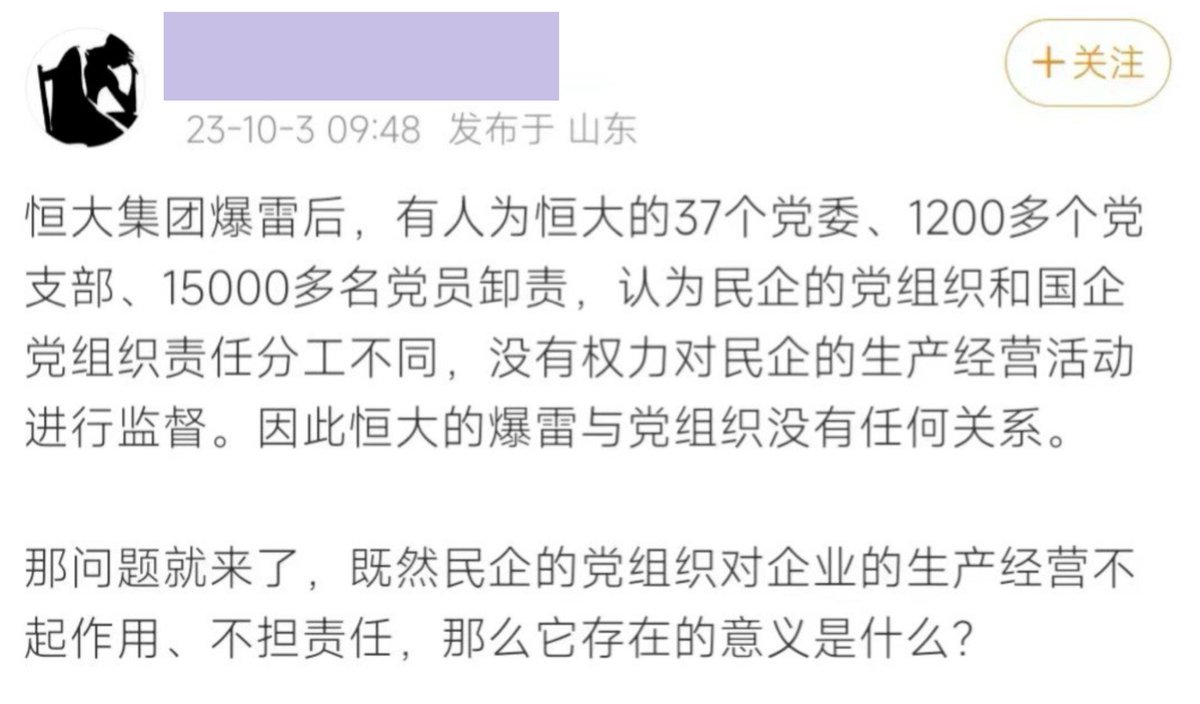 +关注
23-10-3 09:48 发布于 山东
恒大集团爆雷后，有人为恒大的37个党委、1200多个党
支部、15000多名党员卸责，认为民企的党组织和国企
党组织责任分工不同，没有权力对民企的生产经营活动
进行监督。因此恒大的爆雷与党组织没有任何关系。
那问题就来了，既然民企的党组织对企业的生产经营不
起作用、不担责任，那么它存在的意义是什么？